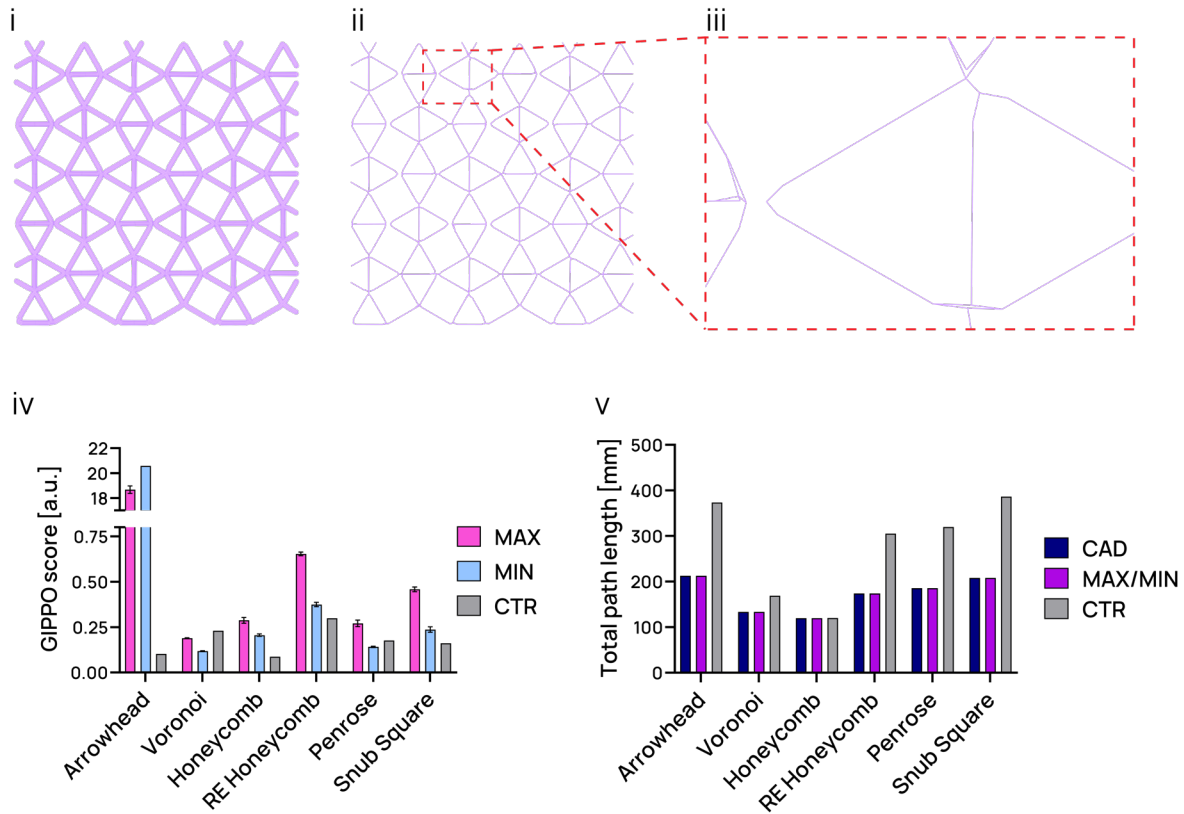 i
ii
iii
iv
GIPPO score [a.u.]
22
20
18
0.75
0.50
0.25
0.00
Arrowhead
Voronoi
Honeycomb
RE Honeycomb
Penrose
Snub Square
MAX
MIN
CTR
v
Total path length [mm]
500
400
300
200
100
0
Arrowhead
Voronoi
Honeycomb
RE Honeycomb
Penrose
Snub Square
CAD
MAX/MIN
CTR